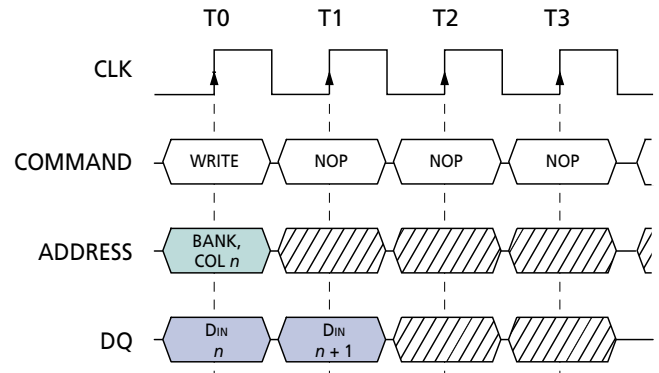 T0 T1 T2 T3
CLK
COMMAND WRITE NOP NOP NOP
ADDRESS BANK,
COL n
DQ DIN DIN
n n + 1